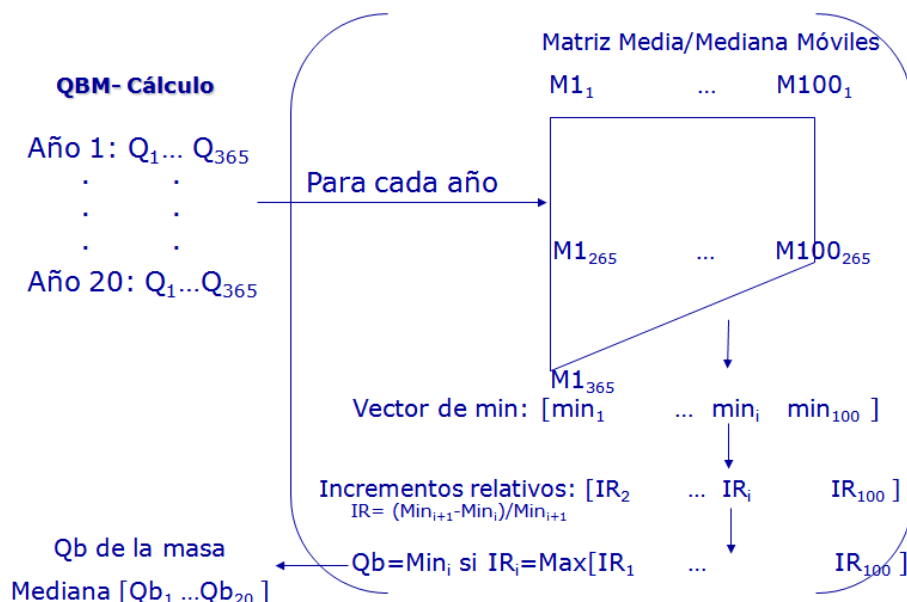 Matriz Media/Mediana Móviles
QBM- Cálculo
M1₁ ... M100₁
Año 1: Q₁... Q₃₆₅
. .
. .
. .
Año 20: Q₁...Q₃₆₅
Para cada año
M1₂₆₅ ... M100₂₆₅
M1₃₆₅
Vector de min: [min₁ ... minᵢ min₁₀₀ ]
Incrementos relativos: [IR₂ ... IRᵢ IR₁₀₀ ]
IR= (Minᵢ₊₁-Minᵢ)/Minᵢ₊₁
Qb=Minᵢ si IRᵢ=Max[IR₁ ... IR₁₀₀ ]
Qb de la masa
Mediana [Qb₁ ...Qb₂₀ ]